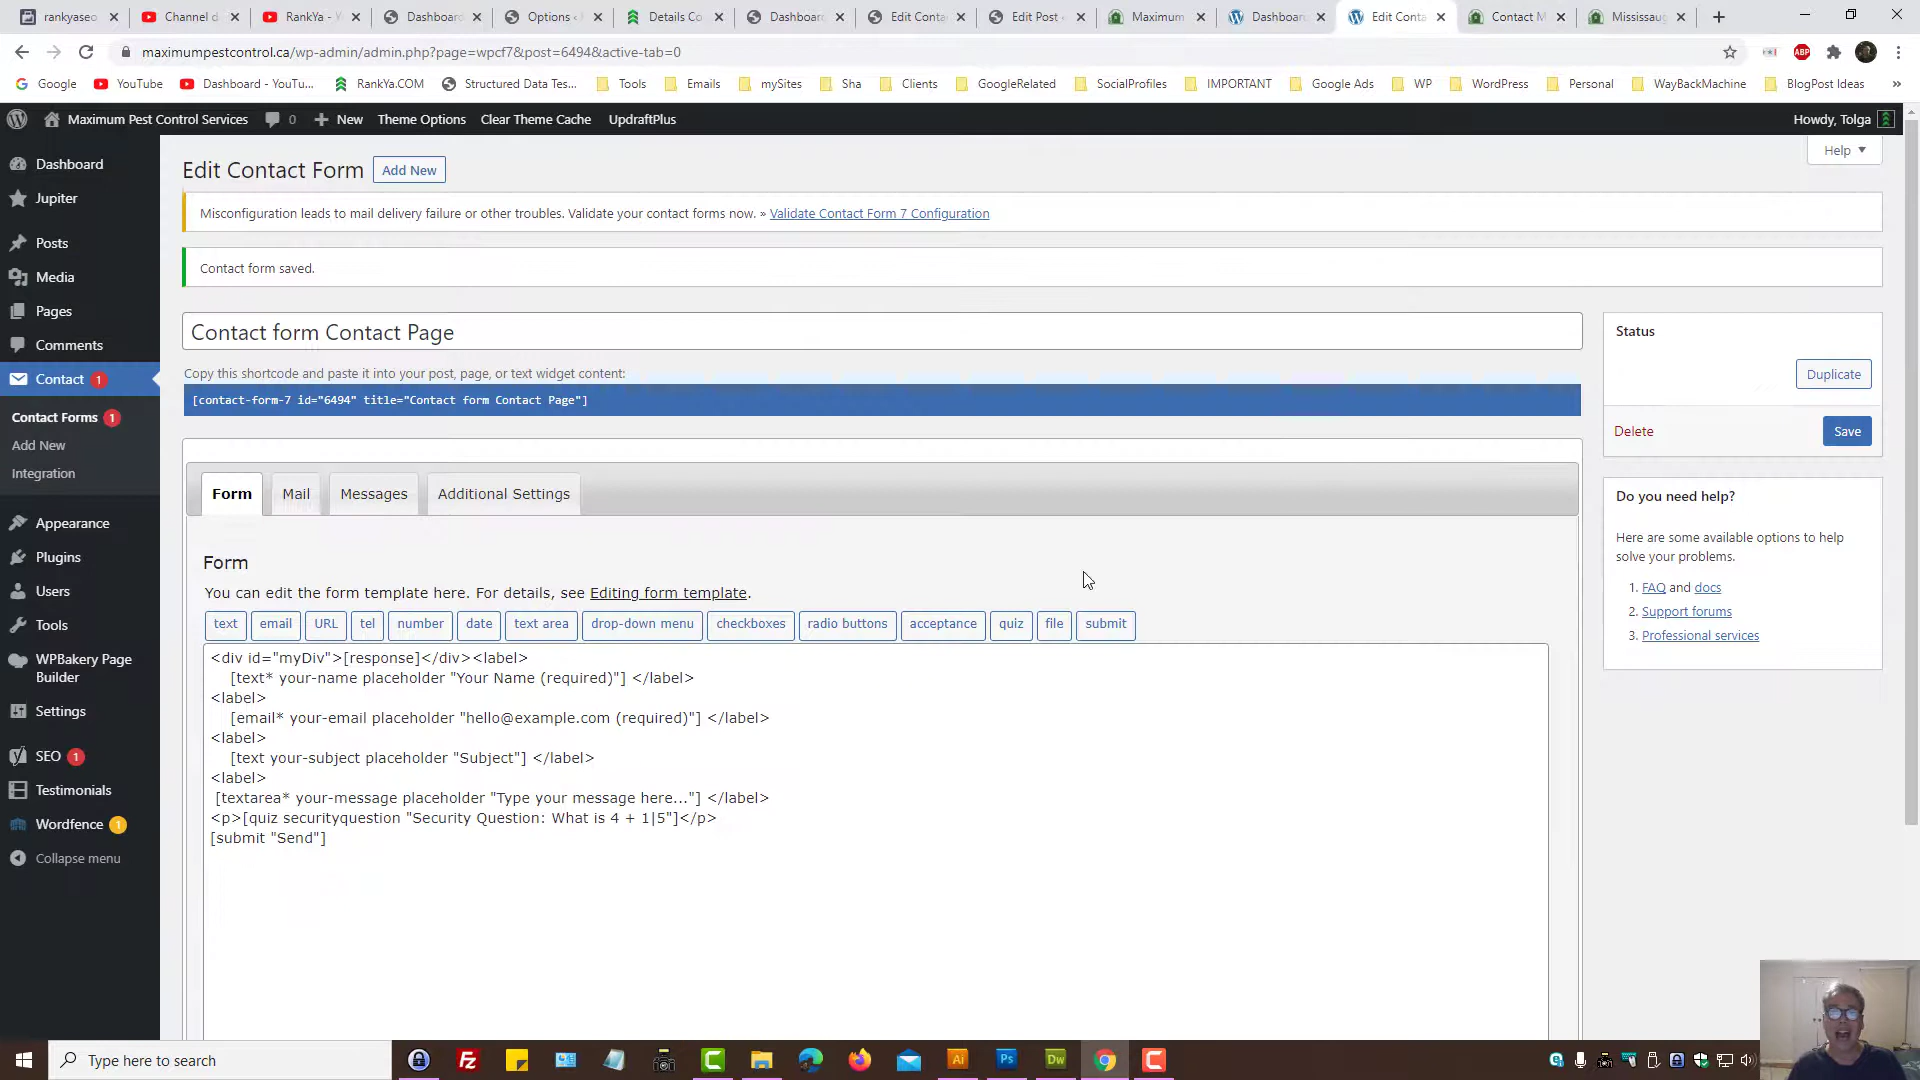 rankyaseo
Channel d
RankYa -
Dashboard
Options ‹
Details Co
Dashboard
Edit Conta
Edit Post ‹
Maximum
Dashboard
Edit Conta
Contact M
Mississau
maximumpestcontrol.ca/wp-admin/admin.php?page=wpcf7&post=6494&active-tab=0
ABP
Google
YouTube
Dashboard - YouTu...
RankYa.COM
Structured Data Tes...
Tools
Emails
mySites
Sha
Clients
GoogleRelated
SocialProfiles
IMPORTANT
Google Ads
WP
WordPress
Personal
WayBackMachine
BlogPost Ideas
»
Maximum Pest Control Services
0
New
Theme Options
Clear Theme Cache
UpdraftPlus
Howdy, Tolga
Dashboard
Jupiter
Posts
Media
Pages
Comments
Contact 1
Contact Forms 1
Add New
Integration
Appearance
Plugins
Users
Tools
WPBakery Page
Builder
Settings
SEO 1
Testimonials
Wordfence 1
Collapse menu
Help
Edit Contact Form
Add New
Misconfiguration leads to mail delivery failure or other troubles. Validate your contact forms now. » Validate Contact Form 7 Configuration
Contact form saved.
Contact form Contact Page
Copy this shortcode and paste it into your post, page, or text widget content:
[contact-form-7 id="6494" title="Contact form Contact Page"]
Form
Mail
Messages
Additional Settings
Form
You can edit the form template here. For details, see Editing form template.
text
email
URL
tel
number
date
text area
drop-down menu
checkboxes
radio buttons
acceptance
quiz
file
submit
<div id="myDiv">[response]</div><label>
[text* your-name placeholder "Your Name (required)"] </label>
<label>
[email* your-email placeholder "hello@example.com (required)"] </label>
<label>
[text your-subject placeholder "Subject"] </label>
<label>
[textarea* your-message placeholder "Type your message here..."] </label>
<p>[quiz securityquestion "Security Question: What is 4 + 1|5"]</p>
[submit "Send"]
Status
Duplicate
Delete
Save
Do you need help?
Here are some available options to help
solve your problems.
1. FAQ and docs
2. Support forums
3. Professional services
Type here to search
Fz
Ai
Ps
Dw